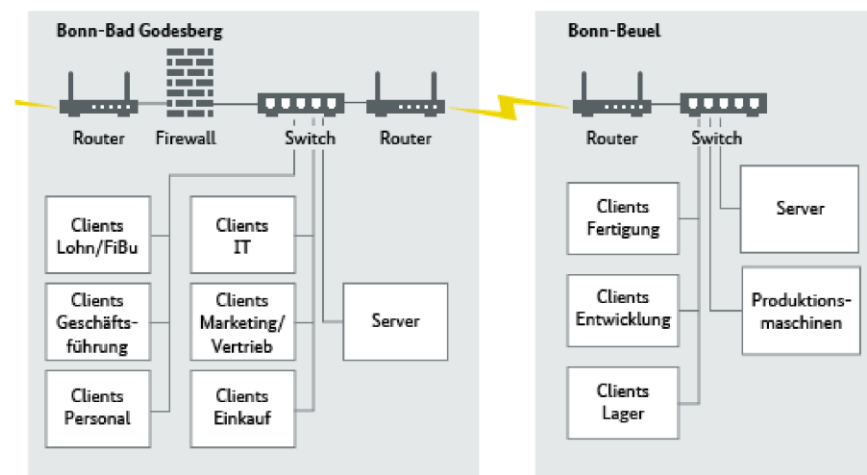 Bonn-Bad Godesberg
Router
Firewall
Switch
Router
Clients
Lohn/FiBu
Clients
IT
Clients
Geschäfts-
führung
Clients
Marketing/
Vertrieb
Server
Clients
Personal
Clients
Einkauf
Bonn-Beuel
Router
Switch
Clients
Fertigung
Server
Clients
Entwicklung
Produktions-
maschinen
Clients
Lager